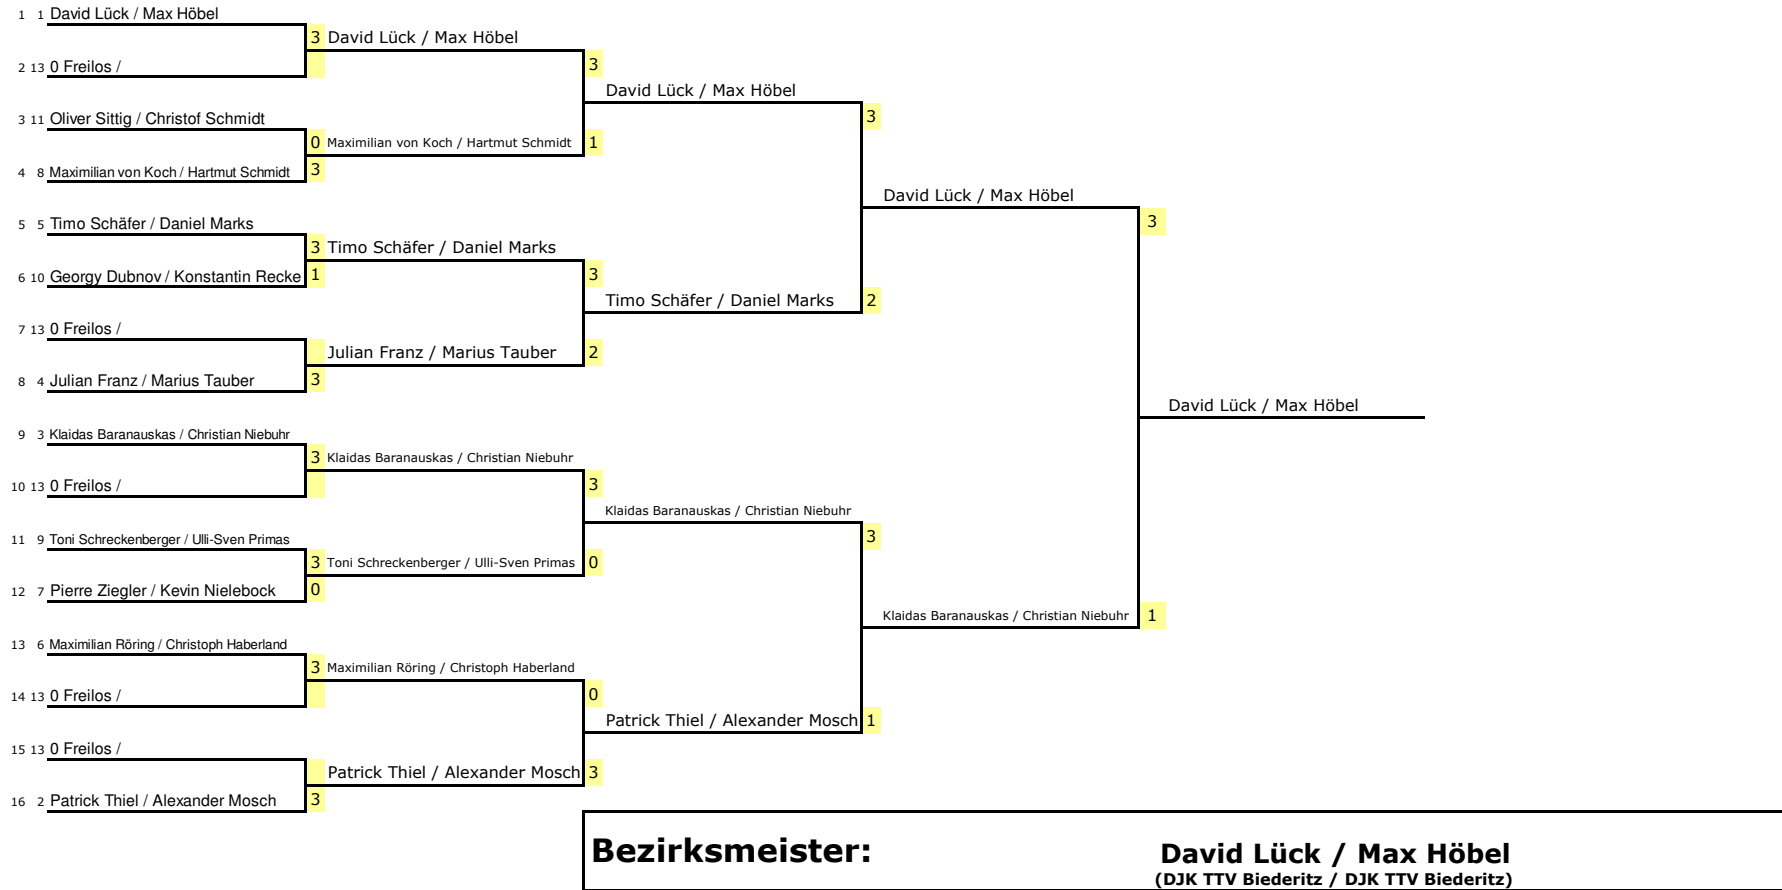 1 1 David Lück / Max Höbel
3 David Lück / Max Höbel
2 13 0 Freilos /
3
David Lück / Max Höbel
3 11 Oliver Sittig / Christof Schmidt
3
0 Maximilian von Koch / Hartmut Schmidt 1
4 8 Maximilian von Koch / Hartmut Schmidt 3
David Lück / Max Höbel
5 5 Timo Schäfer / Daniel Marks
3
3 Timo Schäfer / Daniel Marks
6 10 Georgy Dubnov / Konstantin Recke 1
3
Timo Schäfer / Daniel Marks 2
7 13 0 Freilos /
Julian Franz / Marius Tauber 2
8 4 Julian Franz / Marius Tauber 3
David Lück / Max Höbel
9 3 Klaidas Baranauskas / Christian Niebuhr
3 Klaidas Baranauskas / Christian Niebuhr
10 13 0 Freilos /
3
Klaidas Baranauskas / Christian Niebuhr
11 9 Toni Schreckenberger / Ulli-Sven Primas
3
3 Toni Schreckenberger / Ulli-Sven Primas 0
12 7 Pierre Ziegler / Kevin Nielebock 0
Klaidas Baranauskas / Christian Niebuhr 1
13 6 Maximilian Röring / Christoph Haberland
3 Maximilian Röring / Christoph Haberland
14 13 0 Freilos /
0
Patrick Thiel / Alexander Mosch 1
15 13 0 Freilos /
Patrick Thiel / Alexander Mosch 3
16 2 Patrick Thiel / Alexander Mosch 3
Bezirksmeister: David Lück / Max Höbel
(DJK TTV Biederitz / DJK TTV Biederitz)